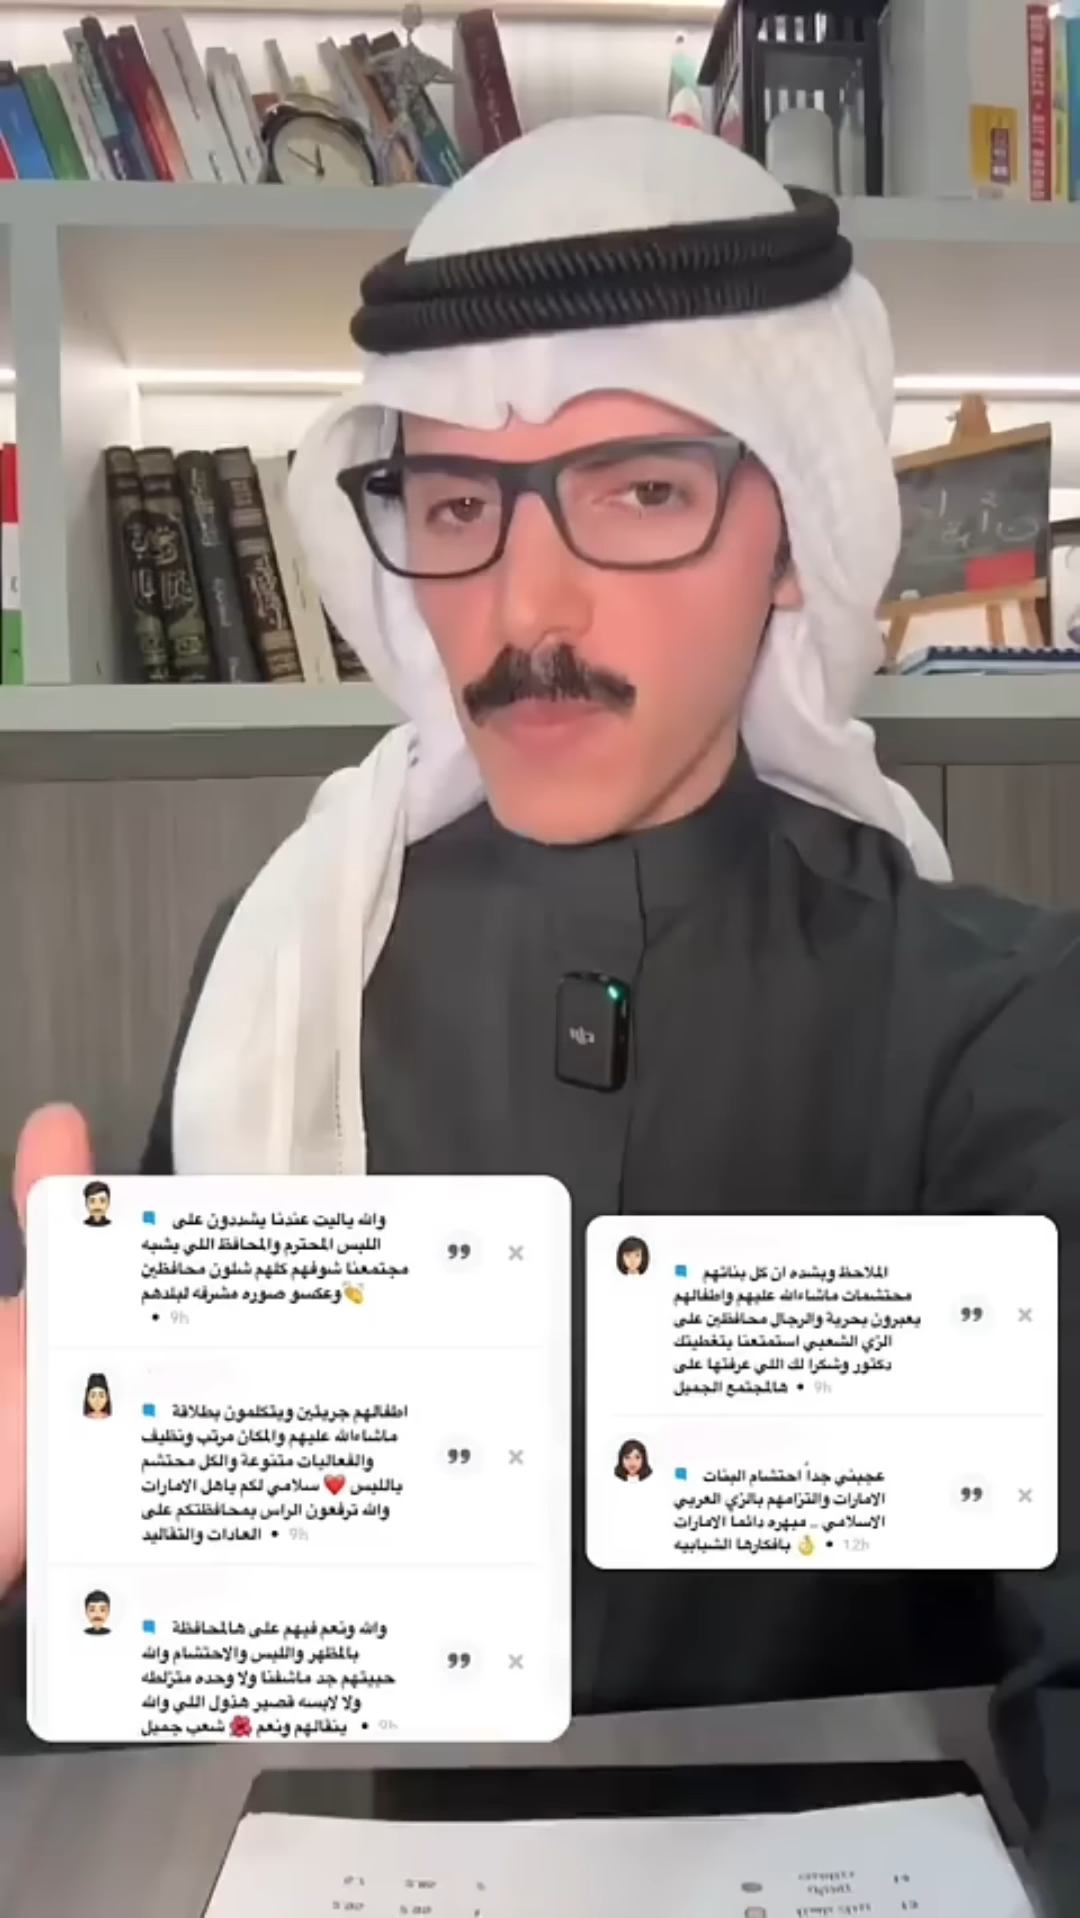 والله ياليت عندنا يشددون على
اللبس المحترم والمحافظ اللي يشبه
مجتمعنا شوفهم كلهم شلون محافظين
وعكسو صوره مشرفه لبلدهم👏
• 9h
اطفالهم جريئين ويتكلمون بطلاقة
ماشاءالله عليهم والمكان مرتب ونظيف
والفعاليات متنوعة والكل محتشم
باللبس ❤️ سلامي لكم ياهل الامارات
والله ترفعون الراس بمحافظتكم على
العادات والتقاليد • 9h
والله ونعم فيهم على هالمحافظة
بالمظهر واللبس والاحتشام والله
حبيتهم جد ماشفنا ولا وحده متزلطه
ولا لابسه قصير هذول اللي والله
ينقالهم ونعم 🌺 شعب جميل • 9h
الملاحظ وبشده ان كل بناتهم
محتشمات ماشاءالله عليهم واطفالهم
يعبرون بحرية والرجال محافظين على
الزي الشعبي استمتعنا بتغطيتك
دكتور وشكرا لك اللي عرفتها على
هالمجتمع الجميل • 9h
عجبني جداً احتشام البنات
الامارات والتزامهم بالزي العربي
الاسلامي .. مبهره دائما الامارات
بافكارها الشبابيه 👌 • 12h